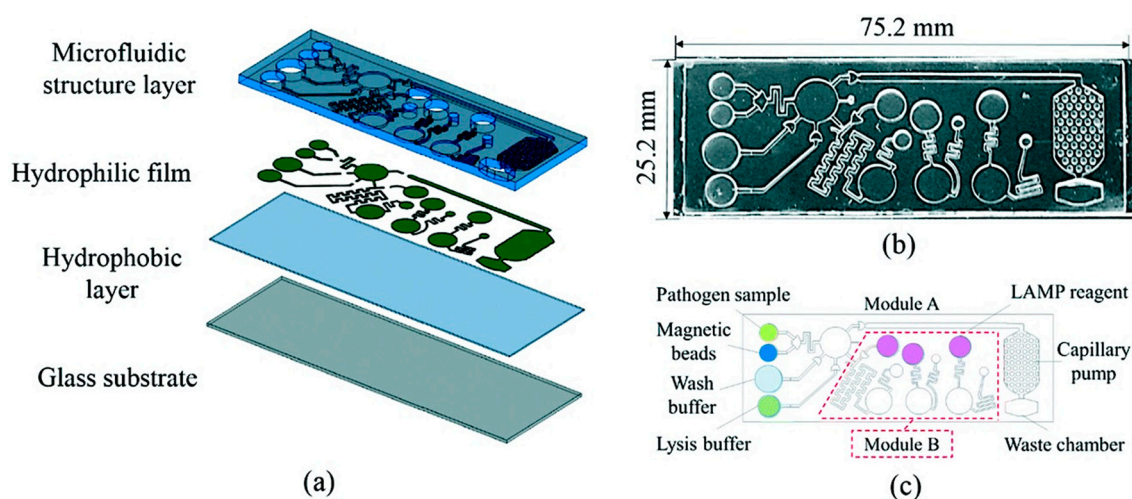 Microfluidic
structure layer
Hydrophilic film
Hydrophobic
layer
Glass substrate
(a)
75.2 mm
25.2 mm
(b)
Pathogen sample
Module A
LAMP reagent
Magnetic
beads
Wash
buffer
Lysis buffer
Capillary
pump
Module B
Waste chamber
(c)